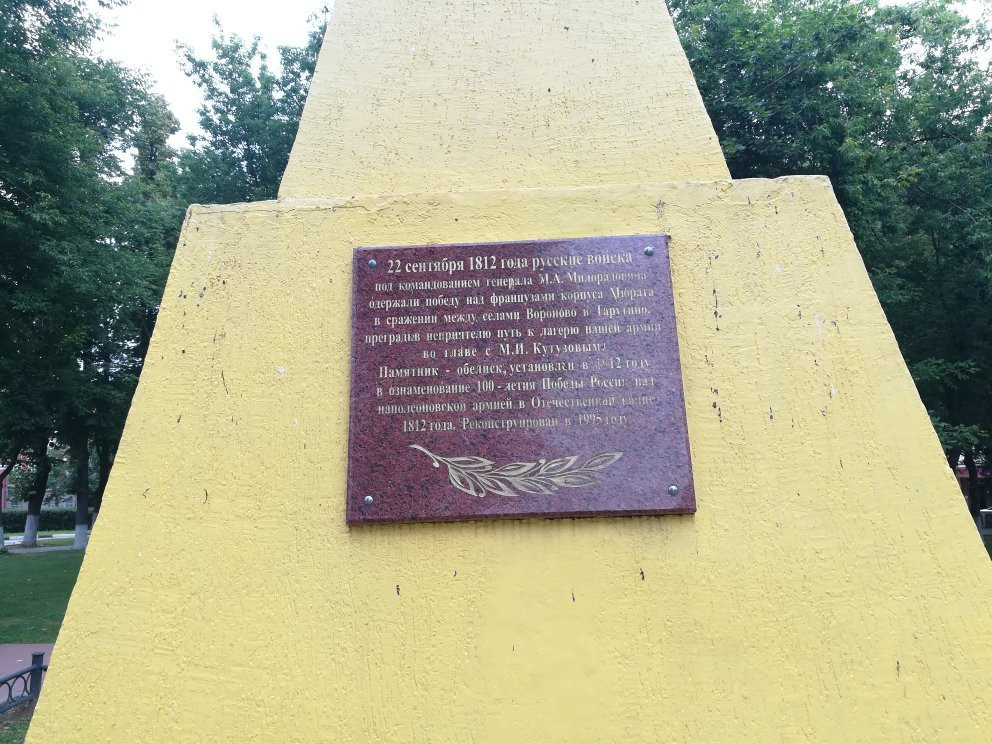 22 сентября 1812 года русские войска
под командованием генерала М.А. Милорадовича
одержали победу над французами корпуса Мюрата
в сражении между селами Вороново и Тарутино,
преградив неприятелю путь к лагерю нашей армии
во главе с М.И. Кутузовым.
Памятник - обелиск, установлен в 1912 году
в ознаменование 100 - летия Победы России над
наполеоновской армией в Отечественной войне
1812 года. Реконструирован в 1995 году.